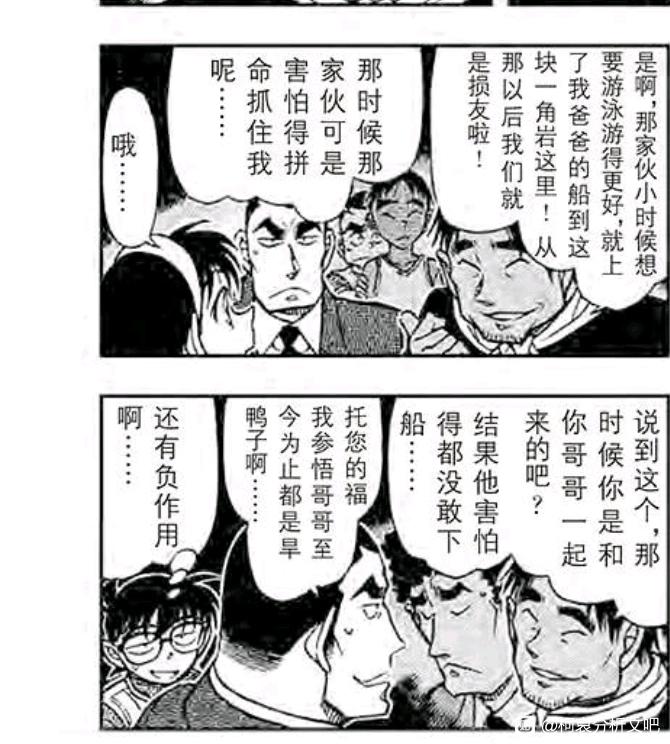 是啊，那家伙小时候想
要游泳游得更好，就上
了我爸爸的船到这
块一角岩这里！从
那以后我们就
是损友啦！
那时候那
家伙可是
害怕得拼
命抓住我
呢……
哦……
说到这个，那
时候你是和
你哥哥一起
来的吧？
结果他害怕
得都没敢下
船……
托您的福
我参悟哥哥至
今为止都是旱
鸭子啊……
还有负作用
啊……
@柯哀分析文吧